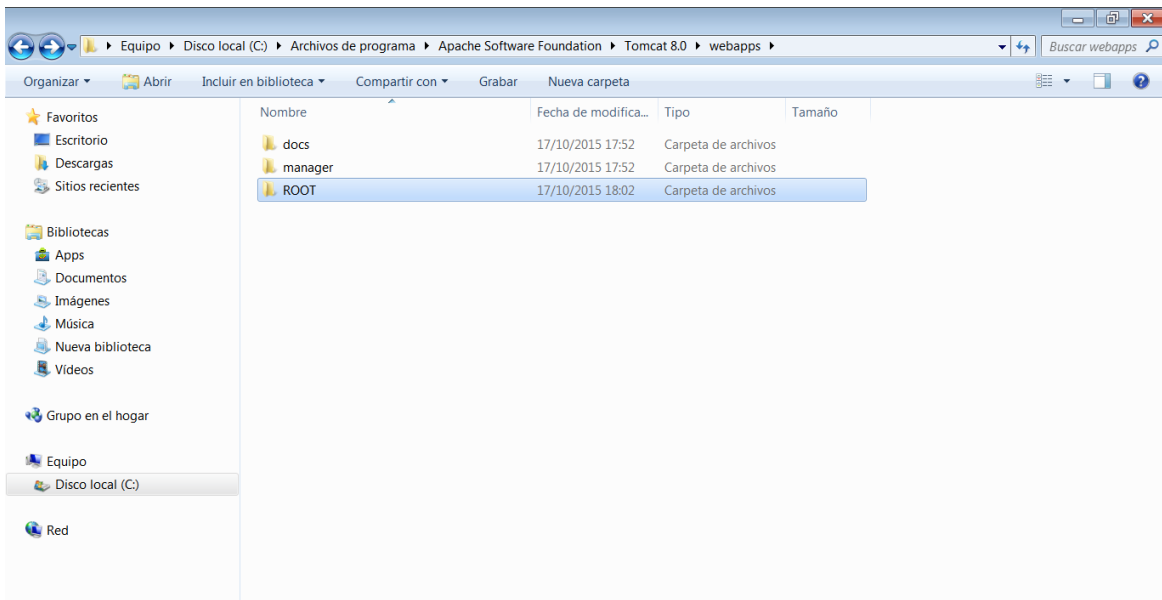 Equipo Disco local (C:) Archivos de programa Apache Software Foundation Tomcat 8.0 webapps Buscar webapps
Organizar Abrir Incluir en biblioteca Compartir con Grabar Nueva carpeta
Favoritos
Escritorio
Descargas
Sitios recientes
Bibliotecas
Apps
Documentos
Imágenes
Música
Nueva biblioteca
Vídeos
Grupo en el hogar
Equipo
Disco local (C:)
Red
Nombre Fecha de modifica... Tipo Tamaño
docs 17/10/2015 17:52 Carpeta de archivos
manager 17/10/2015 17:52 Carpeta de archivos
ROOT 17/10/2015 18:02 Carpeta de archivos